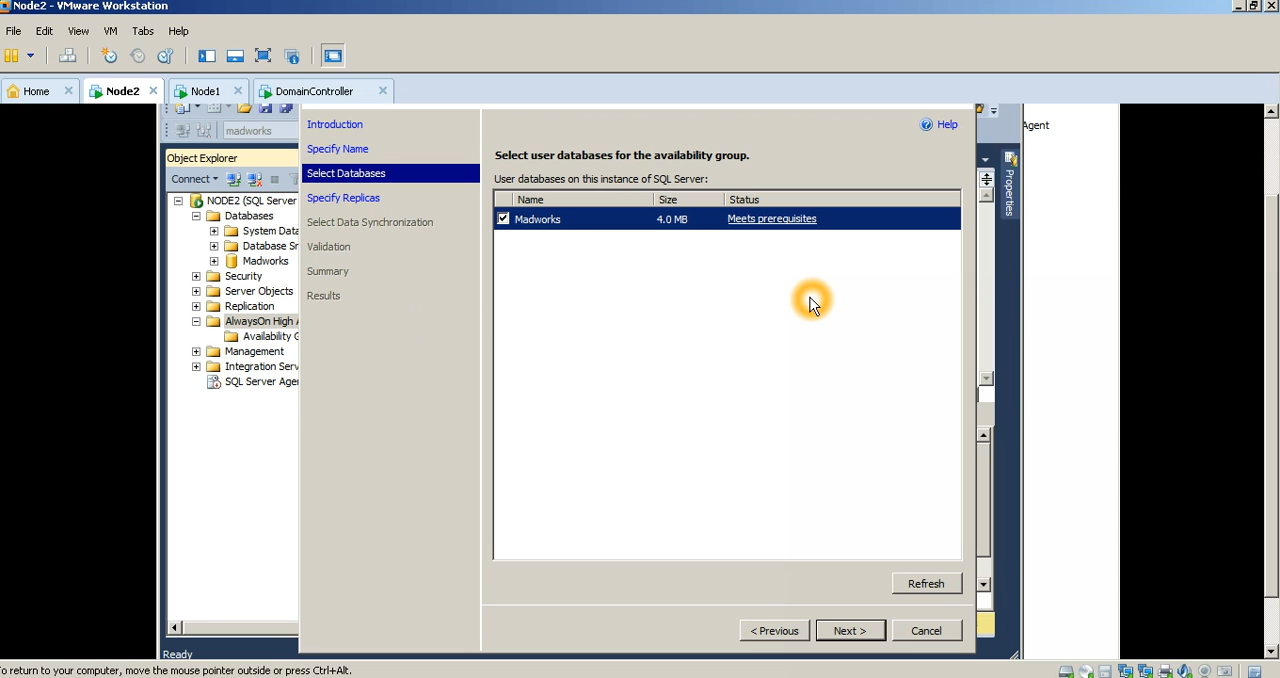 Node2 - VMware Workstation
File Edit View VM Tabs Help
Home Node2 Node1 DomainController
madworks
Agent
Object Explorer
Connect
NODE2 (SQL Server
Databases
System Data
Database Sn
Madworks
Security
Server Objects
Replication
AlwaysOn High A
Availability G
Management
Integration Serv
SQL Server Agen
Ready
Introduction
Specify Name
Select Databases
Specify Replicas
Select Data Synchronization
Validation
Summary
Results
Help
Select user databases for the availability group.
User databases on this instance of SQL Server:
Name Size Status
Madworks 4.0 MB Meets prerequisites
Refresh
< Previous Next > Cancel
Properties
To return to your computer, move the mouse pointer outside or press Ctrl+Alt.